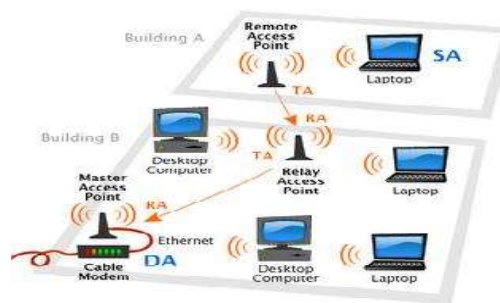 Remote
Access
Point
Building A
SA
Laptop
TA
RA
Building B
Desktop
Computer
TA
Relay
Access
Point
Laptop
Master
Access
Point
RA
Ethernet
Cable
Modem
DA
Desktop
Computer
Laptop